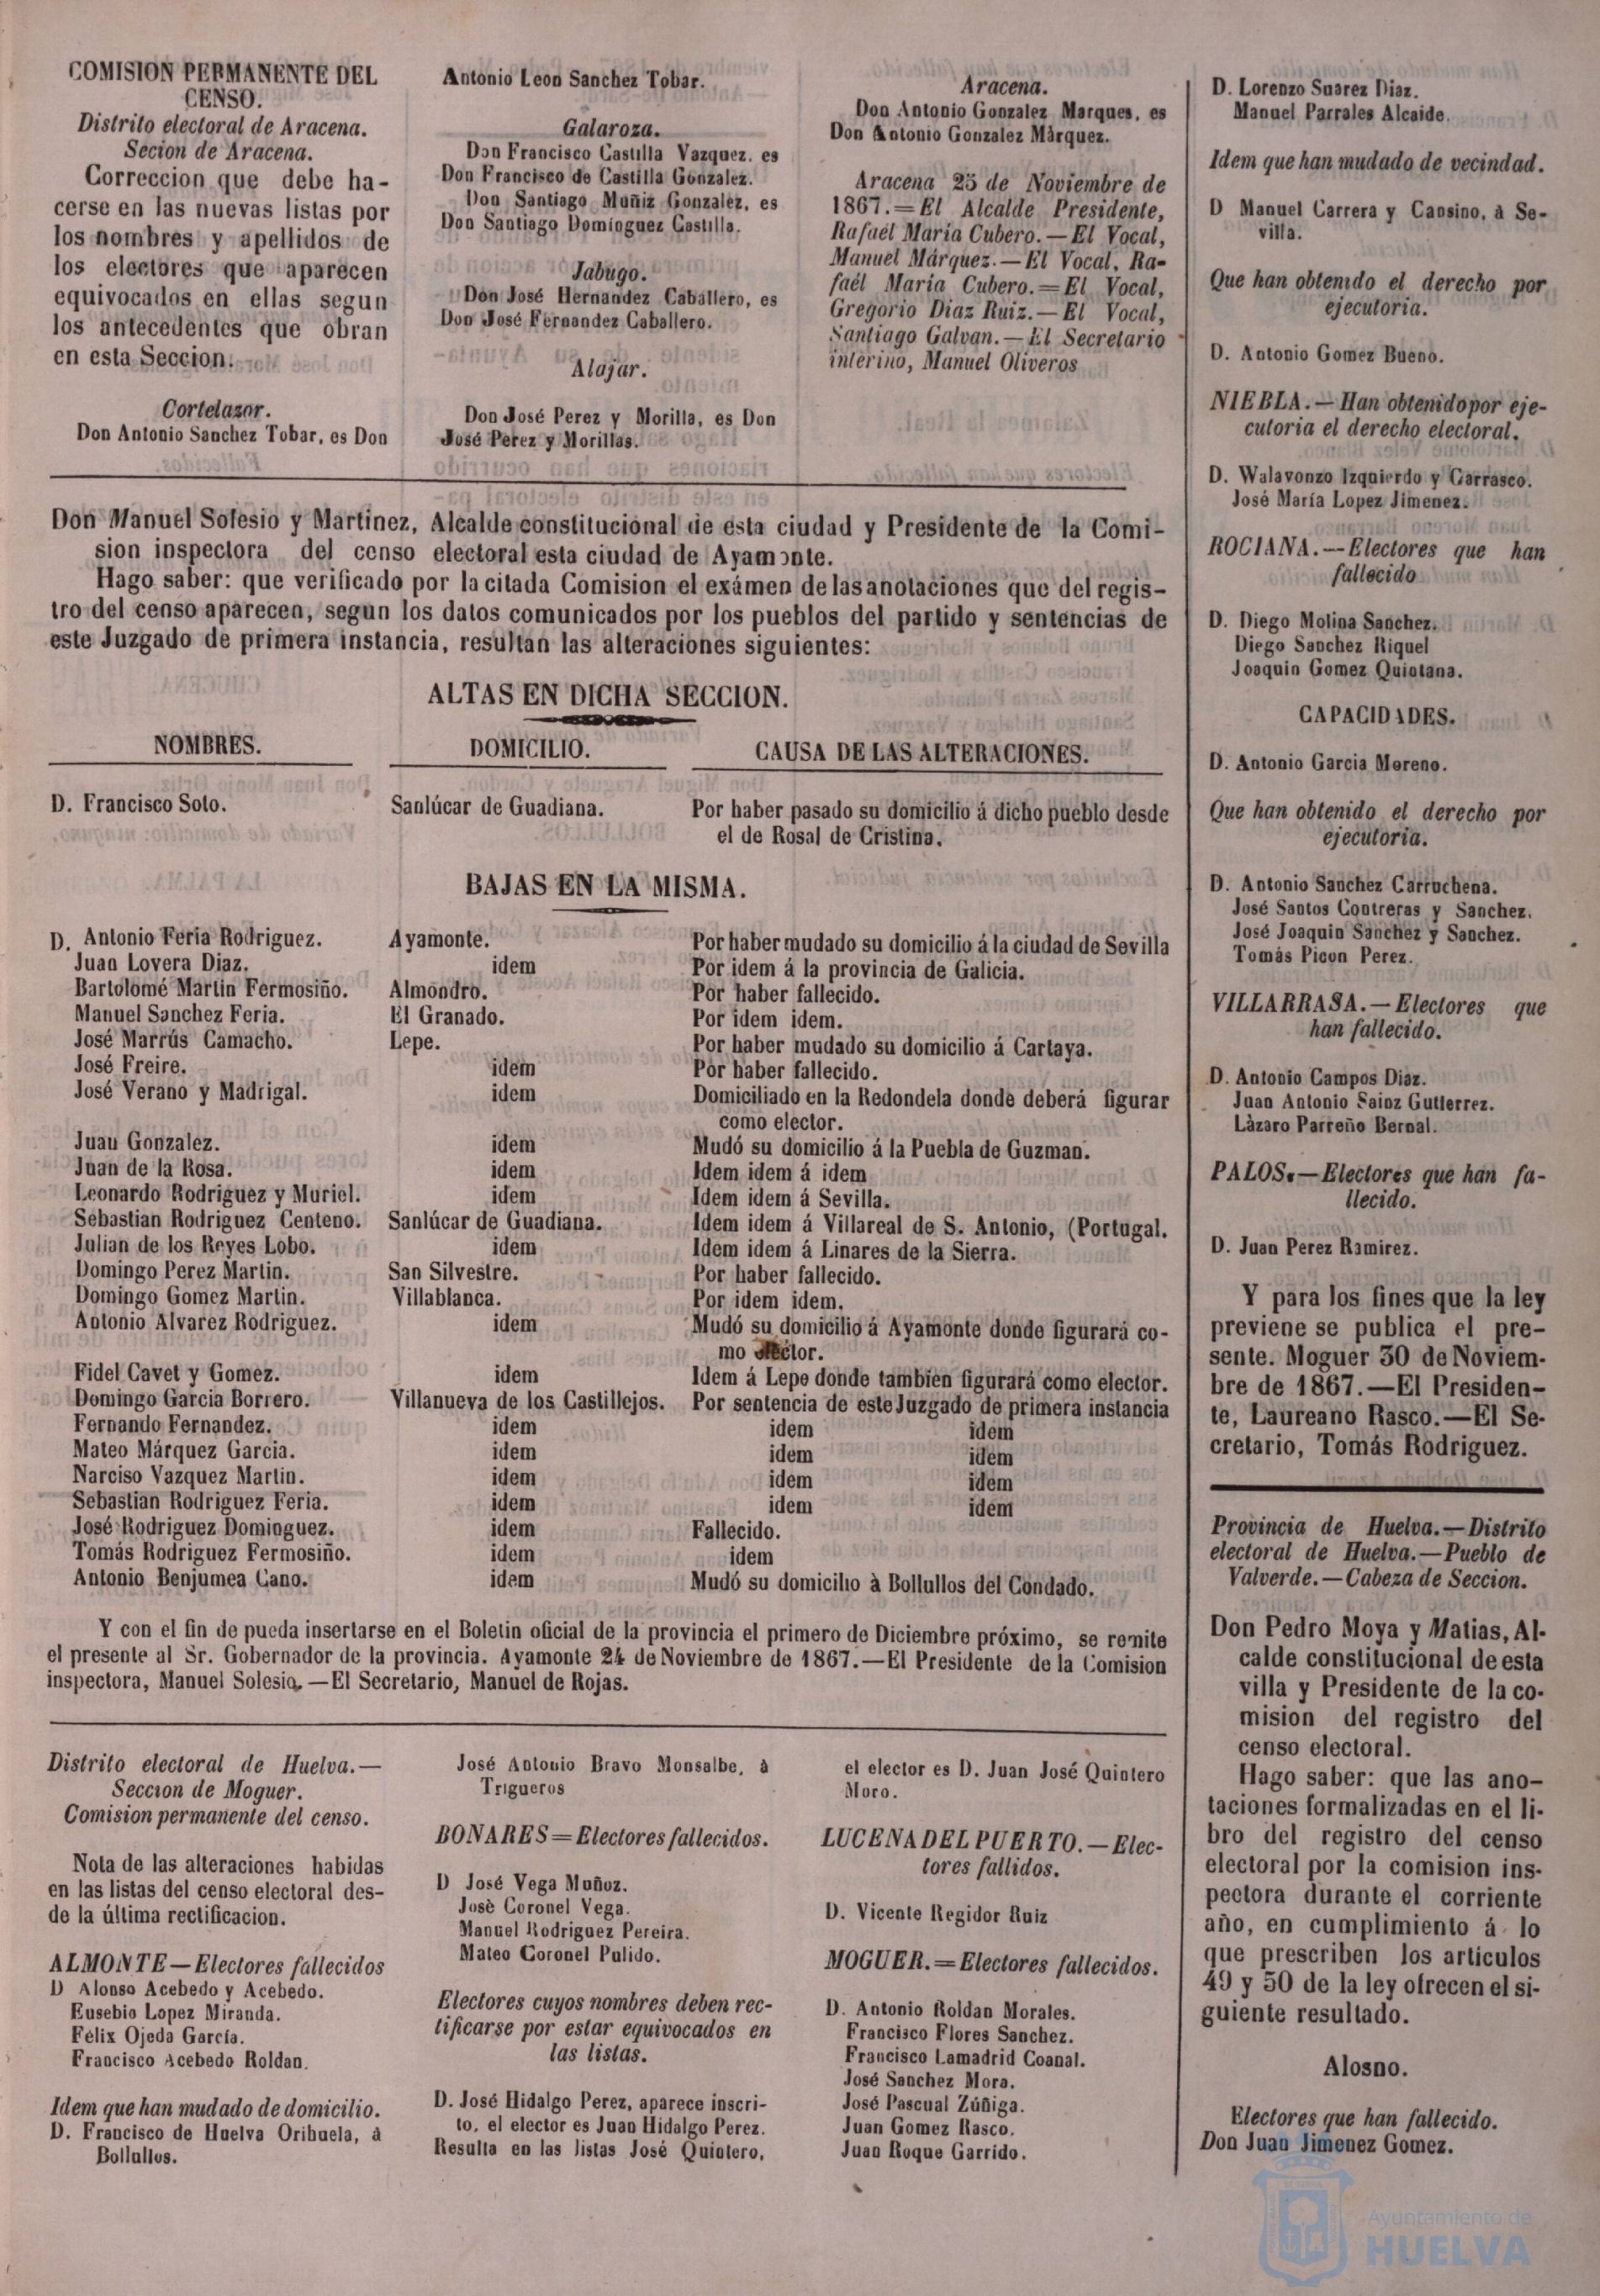 COMISION PERMANENTE DEL
CENSO.
Distrito electoral de Aracena.
Secion de Aracena.
Correccion que debe ha-
cerse en las nuevas listas por
los nombres y apellidos de
los electores que aparecen
equivocados en ellas segun
los antecedentes que obran
en esta Seccion.
Cortelazor.
Don Antonio Sanchez Tobar, es Don
Antonio Leon Sanchez Tobar.
Galaroza.
Don Francisco Castilla Vazquez, es
Don Francisco de Castilla Gonzalez.
Don Santiago Muñiz Gonzalez, es
Don Santiago Domínguez Castilla.
Jabugo.
Don José Hernandez Caballero, es
Don José Fernandez Caballero.
Alajar.
Don José Perez y Morilla, es Don
José Perez y Morillas.
Aracena.
Don Antonio Gonzalez Marques, es
Don Antonio Gonzalez Màrquez.
Aracena 25 de Noviembre de
1867.=El Alcalde Presidente,
Rafael María Cubero.—El Vocal,
Manuel Márquez.—El Vocal, Ra-
faél Maria Cubero.=El Vocal,
Gregorio Diaz Ruiz.—El Vocal,
Santiago Galvan.—El Secretario
interino, Manuel Oliveros
Don Manuel Solesio y Martinez, Alcalde constitucional de esta ciudad y Presidente de la Comi-
sion inspectora del censo electoral esta ciudad de Ayamonte.
Hago saber: que verificado por la citada Comision el exámen de las anotaciones que del regis-
tro del censo aparecen, segun los datos comunicados por los pueblos del partido y sentencias de
este Juzgado de primera instancia, resultan las alteraciones siguientes:
ALTAS EN DICHA SECCION.
NOMBRES. DOMICILIO. CAUSA DE LAS ALTERACIONES.
D. Francisco Soto. Sanlúcar de Guadiana. Por haber pasado su domicilio á dicho pueblo desde
el de Rosal de Cristina.
BAJAS EN LA MISMA.
D. Antonio Feria Rodriguez. Ayamonte. Por haber mudado su domicilio á la ciudad de Sevilla
Juan Lovera Diaz. idem Por idem á la provincia de Galicia.
Bartolomé Martin Fermosiño. Almondro. Por haber fallecido.
Manuel Sanchez Feria. El Granado. Por idem idem.
José Marrús Camacho. Lepe. Por haber mudado su domicilio á Cartaya.
José Freire. idem Por haber fallecido.
José Verano y Madrigal. idem Domiciliado en la Redondela donde deberá figurar
como elector.
Juau Gonzalez. idem Mudó su domicilio á la Puebla de Guzman.
Juan de la Rosa. idem Idem idem á idem
Leonardo Rodriguez y Muriel. idem Idem idem á Sevilla.
Sebastian Rodriguez Centeno. Sanlúcar de Guadiana. Idem idem á Villareal de S. Antonio, (Portugal.
Julian de los Reyes Lobo. idem Idem idem á Linares de la Sierra.
Domingo Perez Martin. San Silvestre. Por haber fallecido.
Domingo Gomez Martin. Villablanca. Por idem idem.
Antonio Alvarez Rodriguez. idem Mudó su domicilio á Ayamonte donde figurará co-
mo elector.
Fidel Cavet y Gomez. idem Idem á Lepe donde tambien figurará como elector.
Domingo Garcia Borrero. Villanueva de los Castillejos. Por sentencia de este Juzgado de primera instancia
Fernando Fernandez. idem idem idem
Mateo Márquez Garcia. idem idem idem
Narciso Vazquez Martin. idem idem idem
Sebastian Rodriguez Feria. idem idem idem
José Rodriguez Dominguez. idem Fallecido.
Tomás Rodriguez Fermosiño. idem idem
Antonio Benjumea Cano. idem Mudó su domicilio à Bollullos del Condado.
Y con el fin de pueda insertarse en el Boletin oficial de la provincia el primero de Diciembre próximo, se remite
el presente al Sr. Gobernador de la provincia. Ayamonte 24 de Noviembre de 1867.—El Presidente de la Comision
inspectora, Manuel Solesio.—El Secretario, Manuel de Rojas.
Distrito electoral de Huelva.—
Seccion de Moguer.
Comision permanente del censo.
Nota de las alteraciones habidas
en las listas del censo electoral des-
de la última rectificacion.
ALMONTE—Electores fallecidos
D Alonso Acebedo y Acebedo.
Eusebio Lopez Miranda.
Félix Ojeda García.
Francisco Acebedo Roldan.
Idem que han mudado de domicilio.
D. Francisco de Huelva Orihuela, à
Bollullos.
José Antonio Bravo Monsalbe, à
Trigueros
BONARES=Electores fallecidos.
D José Vega Muñoz.
Josè Coronel Vega.
Manuel Rodriguez Pereira.
Mateo Coronel Pulido.
Electores cuyos nombres deben rec-
tificarse por estar equivocados en
las listas.
D. José Hidalgo Perez, aparece inscri-
to, el elector es Juan Hidalgo Perez.
Resulta en las listas José Quintero,
el elector es D. Juan José Quintero
Moro.
LUCENA DEL PUERTO.—Elec-
tores fallidos.
D. Vicente Regidor Ruiz
MOGUER.=Electores fallecidos.
D. Antonio Roldan Morales.
Francisco Flores Sanchez.
Francisco Lamadrid Coanal.
José Sanchez Mora.
José Pascual Zúñiga.
Juan Gomez Rasco.
Juan Roque Garrido.
D. Lorenzo Suarez Diaz.
Manuel Parrales Alcaide.
Idem que han mudado de vecindad.
D Manuel Carrera y Cansino, à Se-
villa.
Que han obtenido el derecho por
ejecutoria.
D. Antonio Gomez Bueno.
NIEBLA.—Han obtenido por eje-
cutoria el derecho electoral.
D. Walavonzo Izquierdo y Carrasco.
José María Lopez Jimenez.
ROCIANA.--Electores que han
fallecido
D. Diego Molina Sanchez.
Diego Sanchez Riquel
Joaquin Gomez Quintana.
CAPACIDADES.
D. Antonio Garcia Moreno.
Que han obtenido el derecho por
ejecutoria.
D. Antonio Sanchez Carruchena.
José Santos Contreras y Sanchez.
José Joaquin Sanchez y Sanchez.
Tomás Picon Perez.
VILLARRASA.—Electores que
han fallecido.
D. Antonio Campos Diaz.
Juan Antonio Sainz Gutierrez.
Làzaro Parreño Bernal.
PALOS.—Electores que han fa-
llecido.
D. Juan Perez Ramirez.
Y para los fines que la ley
previene se publica el pre-
sente. Moguer 30 de Noviem-
bre de 1867.—El Presiden-
te, Laureano Rasco.—El Se-
cretario, Tomás Rodriguez.
Provincia de Huelva.—Distrito
electoral de Huelva.—Pueblo de
Valverde.—Cabeza de Seccion.
Don Pedro Moya y Matias, Al-
calde constitucional de esta
villa y Presidente de la co-
mision del registro del
censo electoral.
Hago saber: que las ano-
taciones formalizadas en el li-
bro del registro del censo
electoral por la comision ins-
pectora durante el corriente
año, en cumplimiento á lo
que prescriben los artículos
49 y 50 de la ley ofrecen el si-
guiente resultado.
Alosno.
Electores que han fallecido.
Don Juan Jimenez Gomez.
Ayuntamiento de
HUELVA